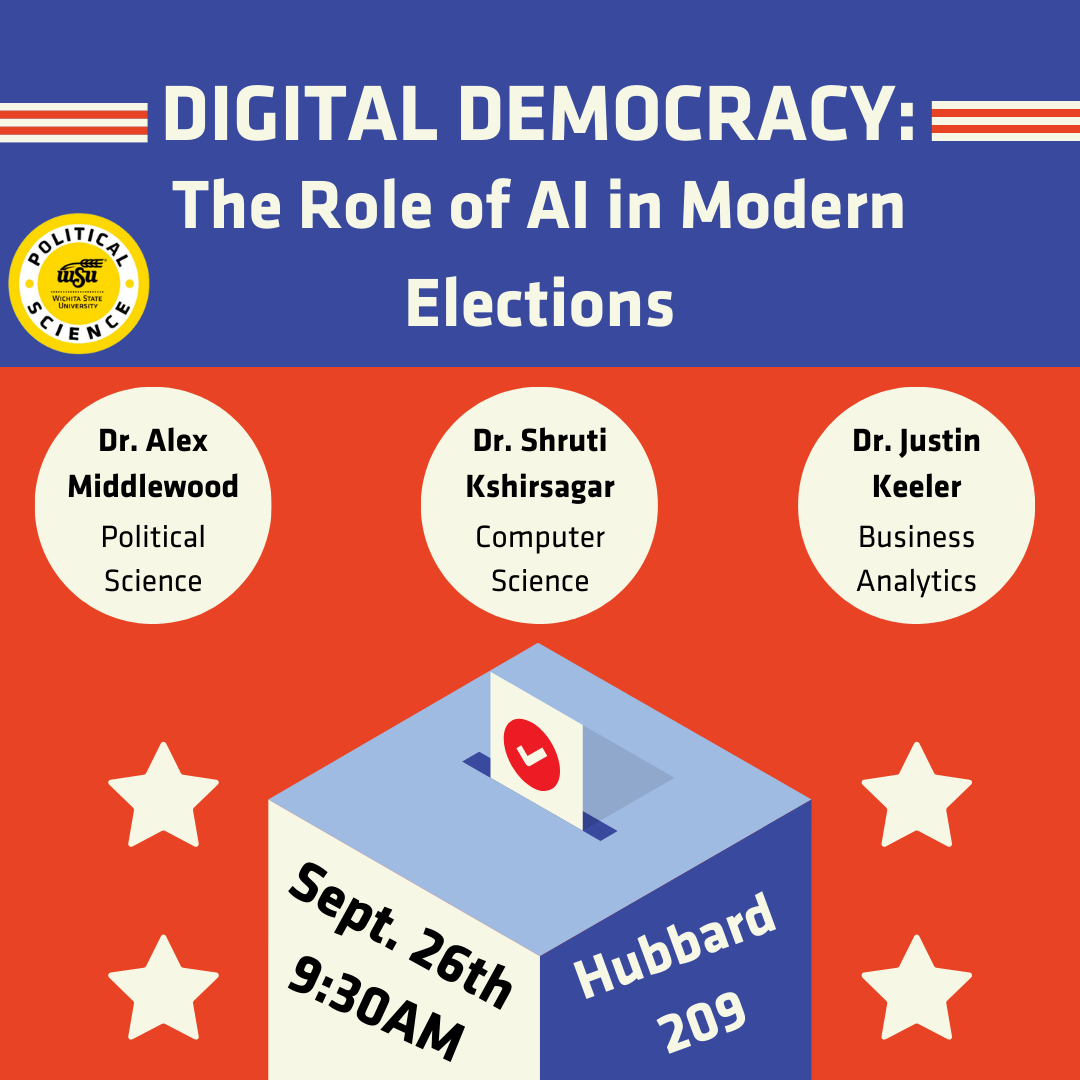 DIGITAL DEMOCRACY:
The Role of AI in Modern
Elections
POLITICAL
wsu
WICHITA STATE
UNIVERSITY
SCIENCE
Dr. Alex
Middlewood
Political
Science
Dr. Shruti
Kshirsagar
Computer
Science
Dr. Justin
Keeler
Business
Analytics
Sept. 26th
9:30AM
Hubbard
209